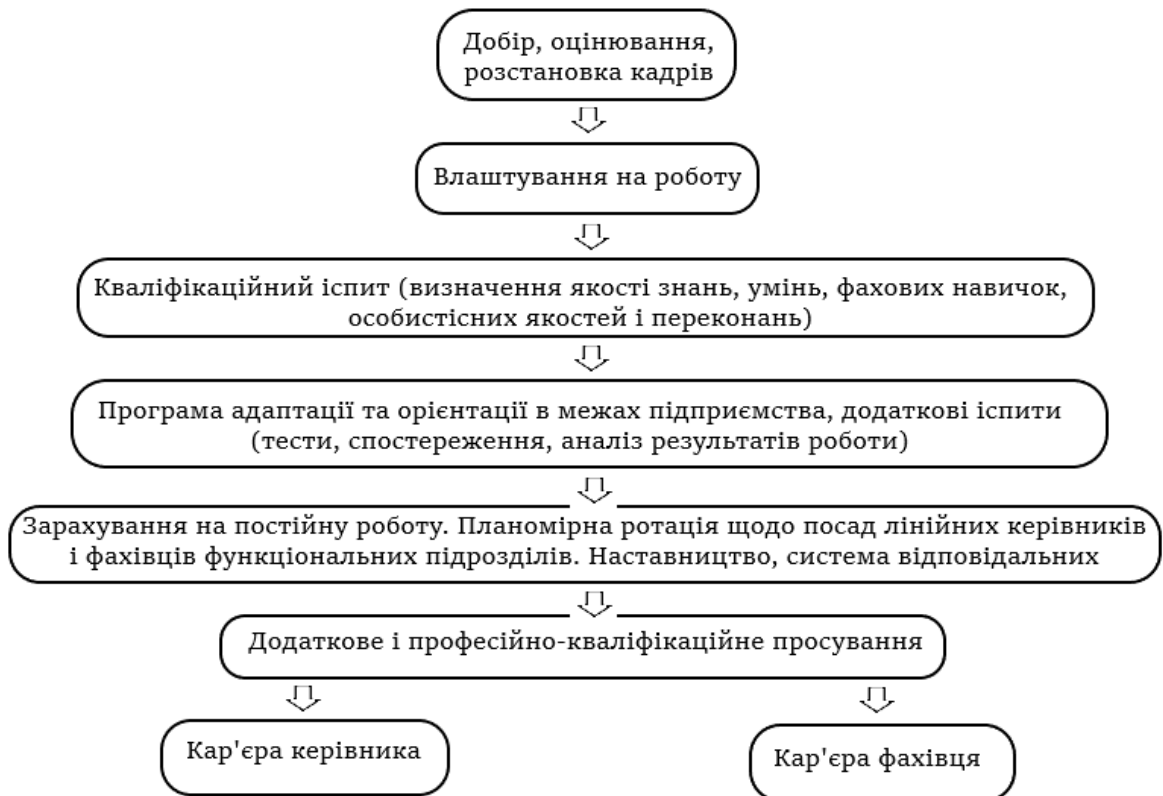 Добір, оцінювання,
розстановка кадрів
Влаштування на роботу
Кваліфікаційний іспит (визначення якості знань, умінь, фахових навичок,
особистісних якостей і переконань)
Програма адаптації та орієнтації в межах підприємства, додаткові іспити
(тести, спостереження, аналіз результатів роботи)
Зарахування на постійну роботу. Планомірна ротація щодо посад лінійних керівників
і фахівців функціональних підрозділів. Наставництво, система відповідальних
Додаткове і професійно-кваліфікаційне просування
Кар'єра керівника
Кар'єра фахівця